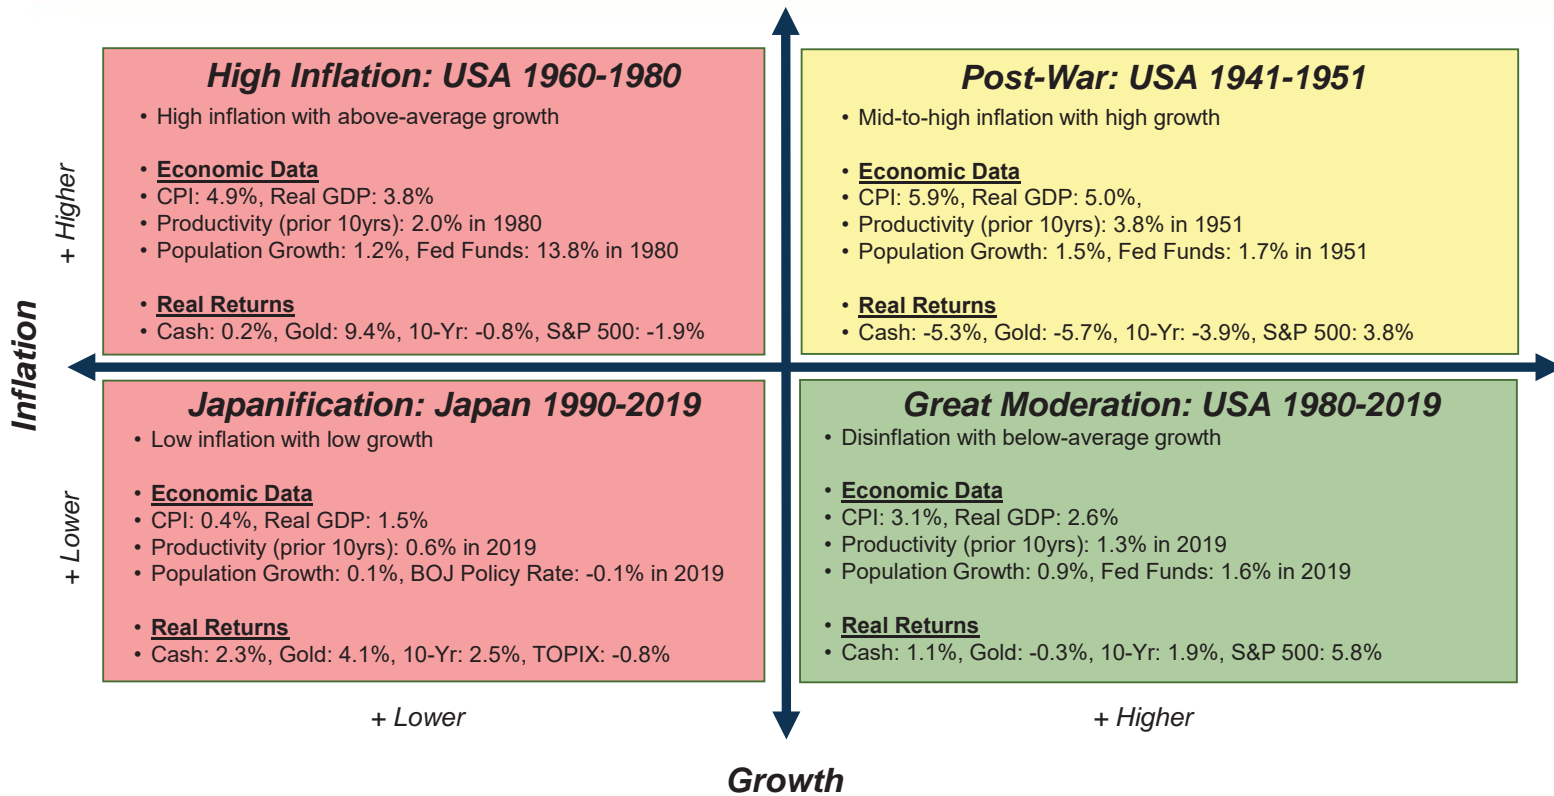 High Inflation: USA 1960-1980
• High inflation with above-average growth
• Economic Data
• CPI: 4.9%, Real GDP: 3.8%
• Productivity (prior 10yrs): 2.0% in 1980
• Population Growth: 1.2%, Fed Funds: 13.8% in 1980
• Real Returns
• Cash: 0.2%, Gold: 9.4%, 10-Yr: -0.8%, S&P 500: -1.9%
Post-War: USA 1941-1951
• Mid-to-high inflation with high growth
• Economic Data
• CPI: 5.9%, Real GDP: 5.0%,
• Productivity (prior 10yrs): 3.8% in 1951
• Population Growth: 1.5%, Fed Funds: 1.7% in 1951
• Real Returns
• Cash: -5.3%, Gold: -5.7%, 10-Yr: -3.9%, S&P 500: 3.8%
+ Higher
Inflation
+ Lower
Japanification: Japan 1990-2019
• Low inflation with low growth
• Economic Data
• CPI: 0.4%, Real GDP: 1.5%
• Productivity (prior 10yrs): 0.6% in 2019
• Population Growth: 0.1%, BOJ Policy Rate: -0.1% in 2019
• Real Returns
• Cash: 2.3%, Gold: 4.1%, 10-Yr: 2.5%, TOPIX: -0.8%
Great Moderation: USA 1980-2019
• Disinflation with below-average growth
• Economic Data
• CPI: 3.1%, Real GDP: 2.6%
• Productivity (prior 10yrs): 1.3% in 2019
• Population Growth: 0.9%, Fed Funds: 1.6% in 2019
• Real Returns
• Cash: 1.1%, Gold: -0.3%, 10-Yr: 1.9%, S&P 500: 5.8%
+ Lower
+ Higher
Growth